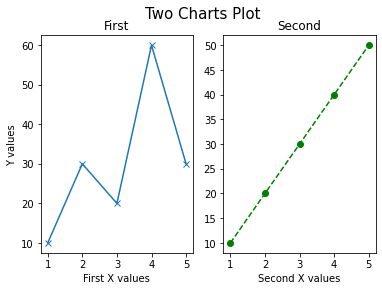 Two Charts Plot
First
60
50
40
30
20
10
Y values
1 2 3 4 5
First X values
Second
50
45
40
35
30
25
20
15
10
1 2 3 4 5
Second X values